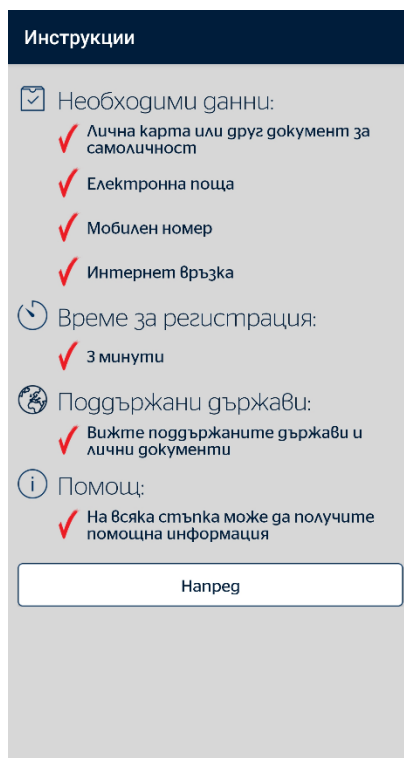 Инструкции
Необходими данни:
Лична карта или друг документ за
самоличност
Електронна поща
Мобилен номер
Интернет връзка
Време за регистрация:
3 минути
Поддържани държави:
Вижте поддържаните държави и
лични документи
Помощ:
На всяка стъпка може да получите
помощна информация
Напред